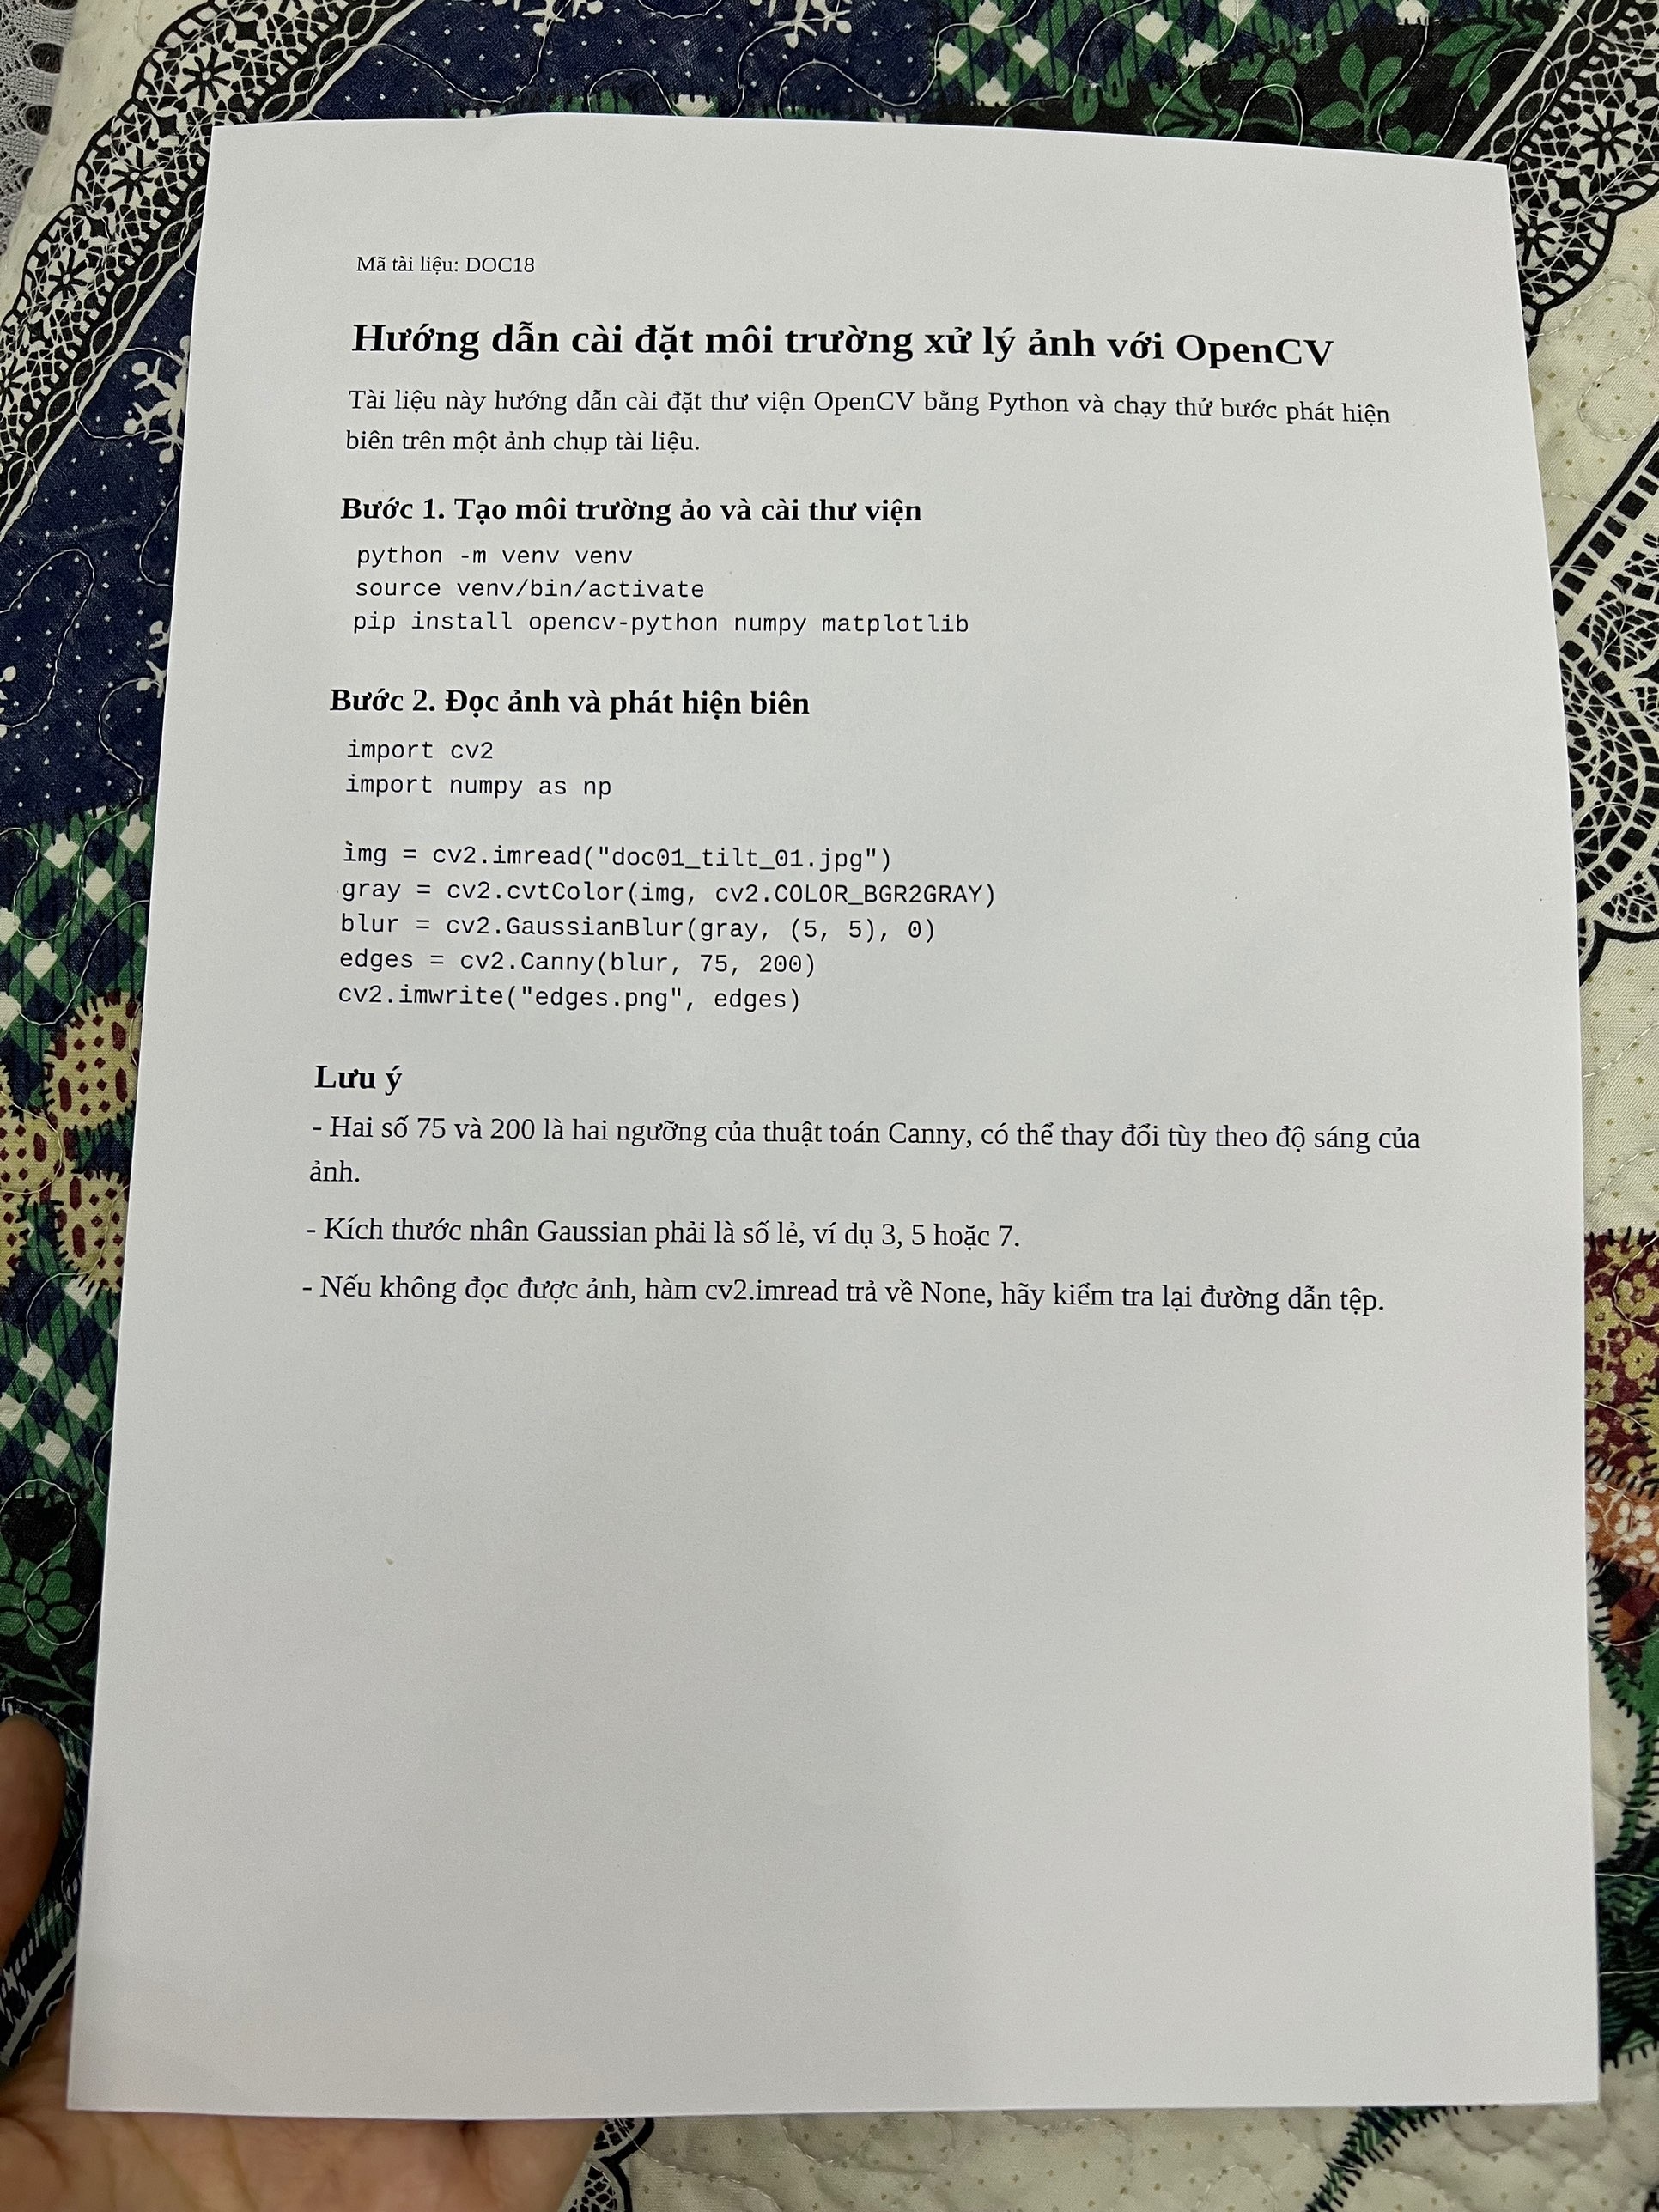 Mã tài liệu: DOC18
Hướng dẫn cài đặt môi trường xử lý ảnh với OpenCV
Tài liệu này hướng dẫn cài đặt thư viện OpenCV bằng Python và chạy thử bước phát hiện
biên trên một ảnh chụp tài liệu.
Bước 1. Tạo môi trường ảo và cài thư viện
python -m venv venv
source venv/bin/activate
pip install opencv-python numpy matplotlib
Bước 2. Đọc ảnh và phát hiện biên
import cv2
import numpy as np
img = cv2.imread("doc01_tilt_01.jpg")
gray = cv2.cvtColor(img, cv2.COLOR_BGR2GRAY)
blur = cv2.GaussianBlur(gray, (5, 5), 0)
edges = cv2.Canny(blur, 75, 200)
cv2.imwrite("edges.png", edges)
Lưu ý
- Hai số 75 và 200 là hai ngưỡng của thuật toán Canny, có thể thay đổi tùy theo độ sáng của
ảnh.
- Kích thước nhân Gaussian phải là số lẻ, ví dụ 3, 5 hoặc 7.
- Nếu không đọc được ảnh, hàm cv2.imread trả về None, hãy kiểm tra lại đường dẫn tệp.